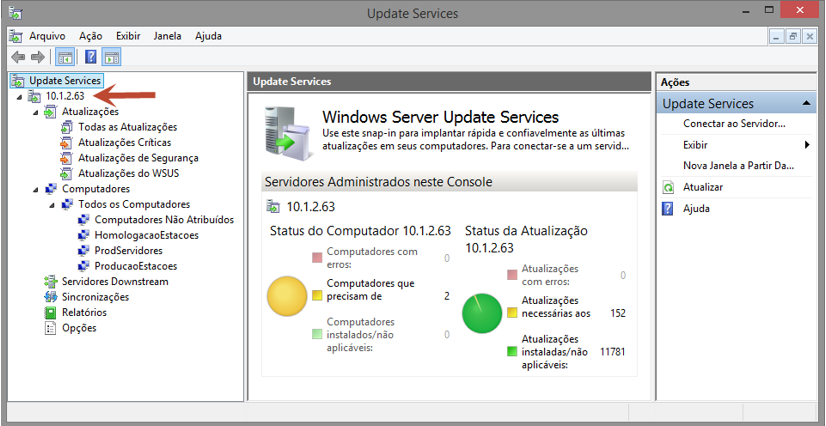 Update Services
Arquivo Ação Exibir Janela Ajuda
Update Services
10.1.2.63
Atualizações
Todas as Atualizações
Atualizações Críticas
Atualizações de Segurança
Atualizações do WSUS
Computadores
Todos os Computadores
Computadores Não Atribuídos
HomologacaoEstacoes
ProdServidores
ProducaoEstacoes
Servidores Downstream
Sincronizações
Relatórios
Opções
Update Services
Windows Server Update Services
Use este snap-in para implantar rápida e confiavelmente as últimas
atualizações em seus computadores. Para conectar-se a um servid...
Servidores Administrados neste Console
10.1.2.63
Status do Computador 10.1.2.63
Computadores com
erros: 0
Computadores que
precisam de 2
Computadores
instalados/não 0
aplicáveis:
Status da Atualização
10.1.2.63
Atualizações
com erros: 0
Atualizações
necessárias aos 152
Atualizações
instaladas/não 11781
aplicáveis:
Ações
Update Services
Conectar ao Servidor...
Exibir
Nova Janela a Partir Da...
Atualizar
Ajuda